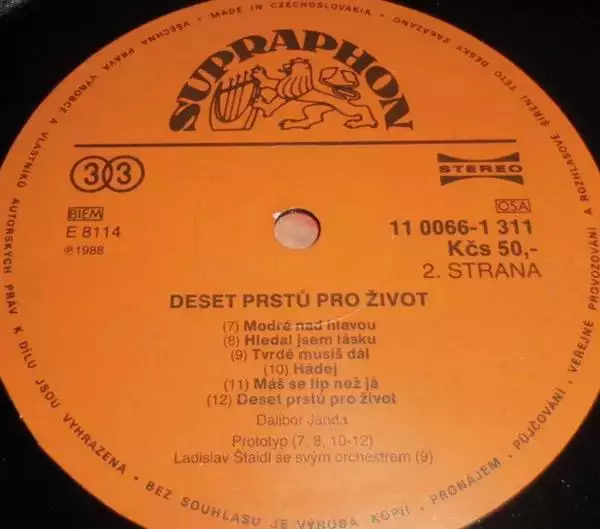 VŠECHNA PRÁVA VÝROBCE A VLASTNÍKŮ AUTORSKÝCH PRÁV K DÍLU JSOU VYHRAZENA • BEZ SOUHLASU JE VÝROBA KOPIÍ, PRONÁJEM, PŮJČOVÁNÍ, VEŘEJNÉ PROVOZOVÁNÍ A ROZHLASOVÉ ŠÍŘENÍ TÉTO DESKY ZAKÁZÁNO • MADE IN CZECHOSLOVAKIA •
SUPRAPHON
33
STEREO
BIEM
OSA
E 8114
11 0066-1 311
℗1988
Kčs 50,-
2. STRANA
DESET PRSTŮ PRO ŽIVOT
(7) Modré nad hlavou
(8) Hledal jsem lásku
(9) Tvrdě musíš dál
(10) Hádej
(11) Máš se líp než já
(12) Deset prstů pro život
Dalibor Janda
Prototyp (7, 8, 10-12)
Ladislav Štaidl se svým orchestrem (9)